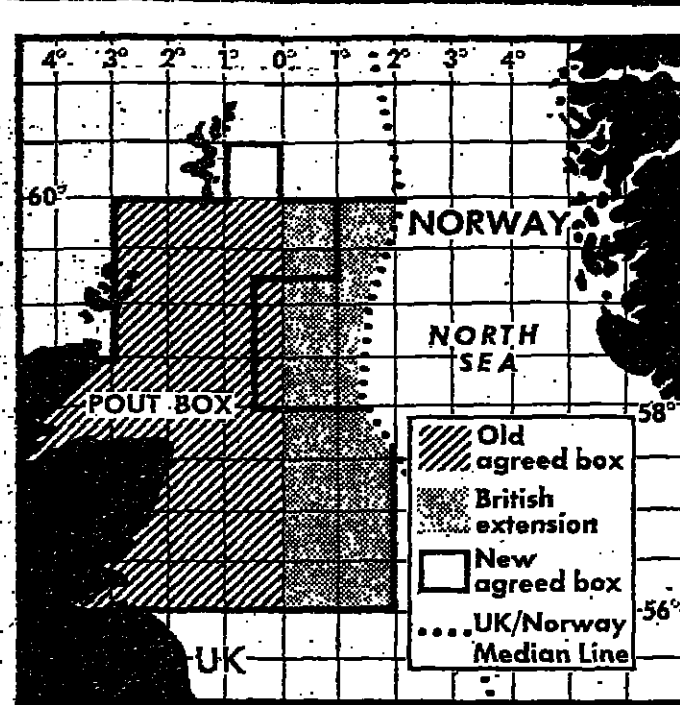 4° 3° 2° 1° 0° 1° 2° 3° 4°
60°
NORWAY
NORTH
SEA
POUT BOX
58°
Old
agreed box
British
extension
New
agreed box
56°
UK/Norway
Median Line
UK